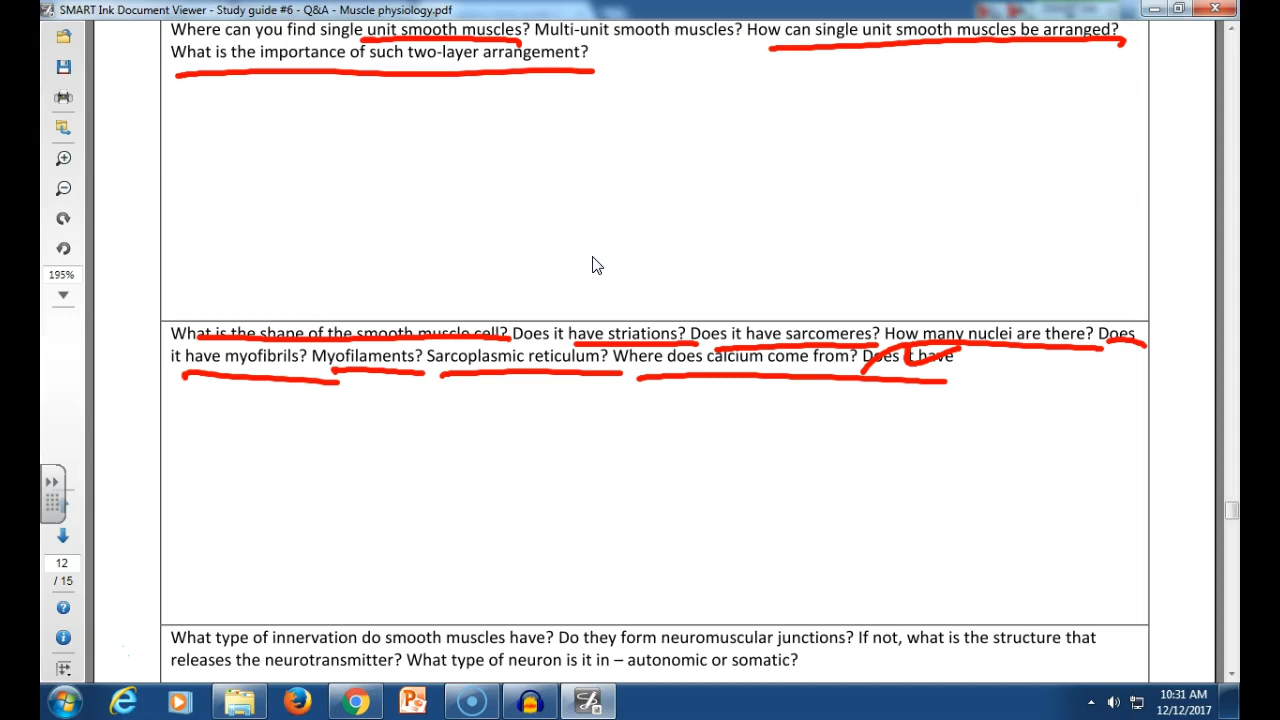 SMART Ink Document Viewer - Study guide #6 - Q&A - Muscle physiology.pdf
Where can you find single unit smooth muscles? Multi-unit smooth muscles? How can single unit smooth muscles be arranged?
What is the importance of such two-layer arrangement?
195%
What is the shape of the smooth muscle cell? Does it have striations? Does it have sarcomeres? How many nuclei are there? Does
it have myofibrils? Myofilaments? Sarcoplasmic reticulum? Where does calcium come from? Does it have
12
/ 15
What type of innervation do smooth muscles have? Do they form neuromuscular junctions? If not, what is the structure that
releases the neurotransmitter? What type of neuron is it in – autonomic or somatic?
10:31 AM
12/12/2017